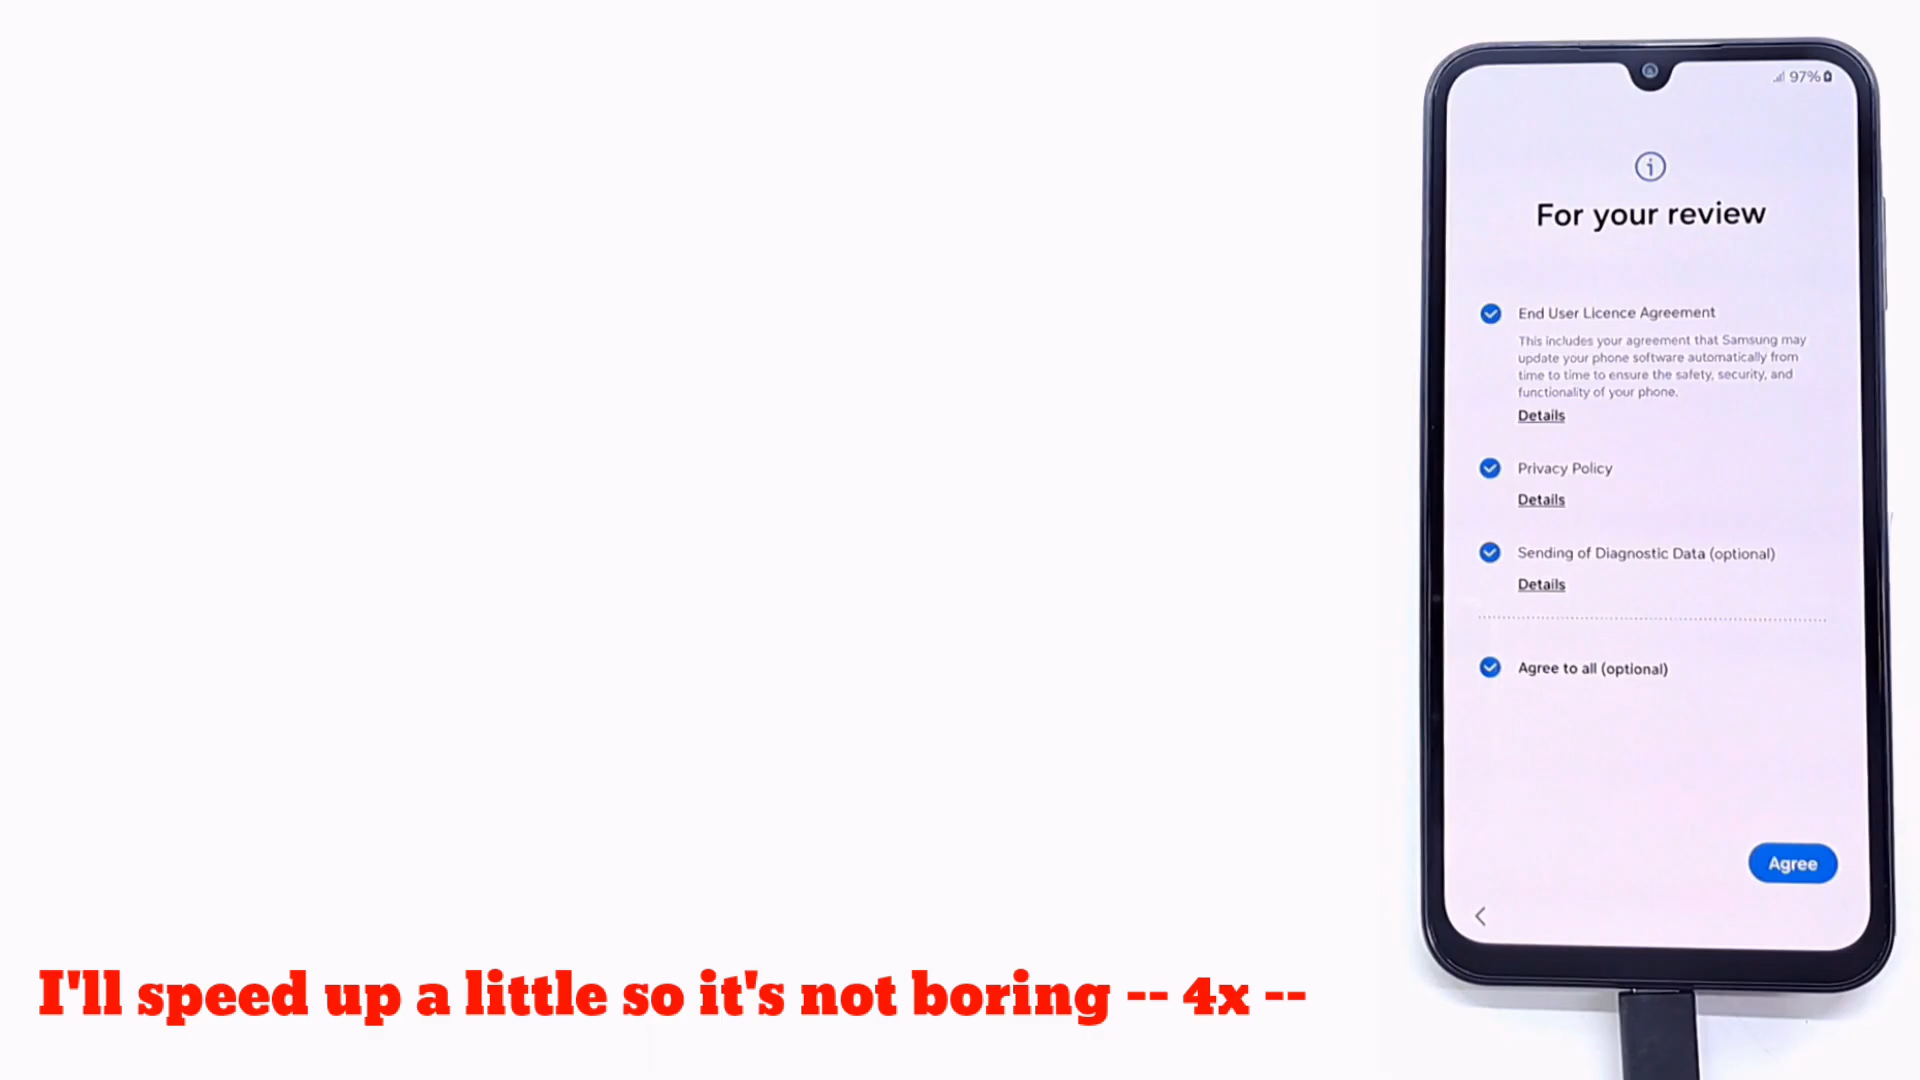 97%
For your review
End User Licence Agreement
This includes your agreement that Samsung may
update your phone software automatically from
time to time to ensure the safety, security, and
functionality of your phone.
Details
Privacy Policy
Details
Sending of Diagnostic Data (optional)
Details
Agree to all (optional)
Agree
I'll speed up a little so it's not boring -- 4x --